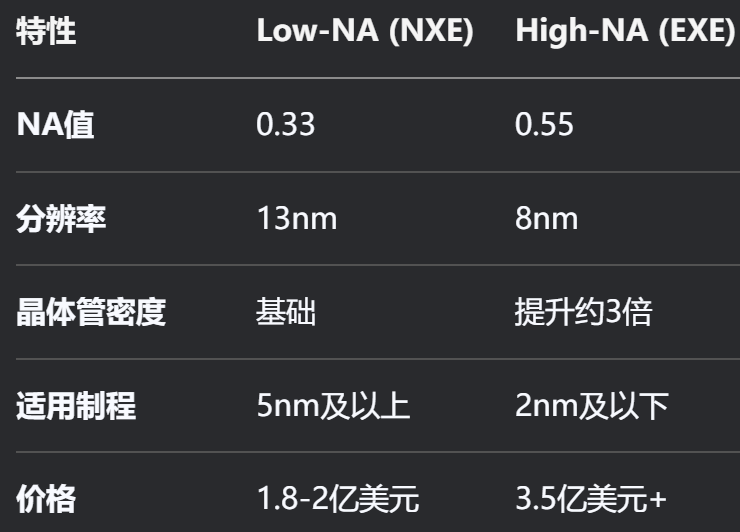 特性 Low-NA (NXE) High-NA (EXE)
NA值 0.33 0.55
分辨率 13nm 8nm
晶体管密度 基础 提升约3倍
适用制程 5nm及以上 2nm及以下
价格 1.8-2亿美元 3.5亿美元+